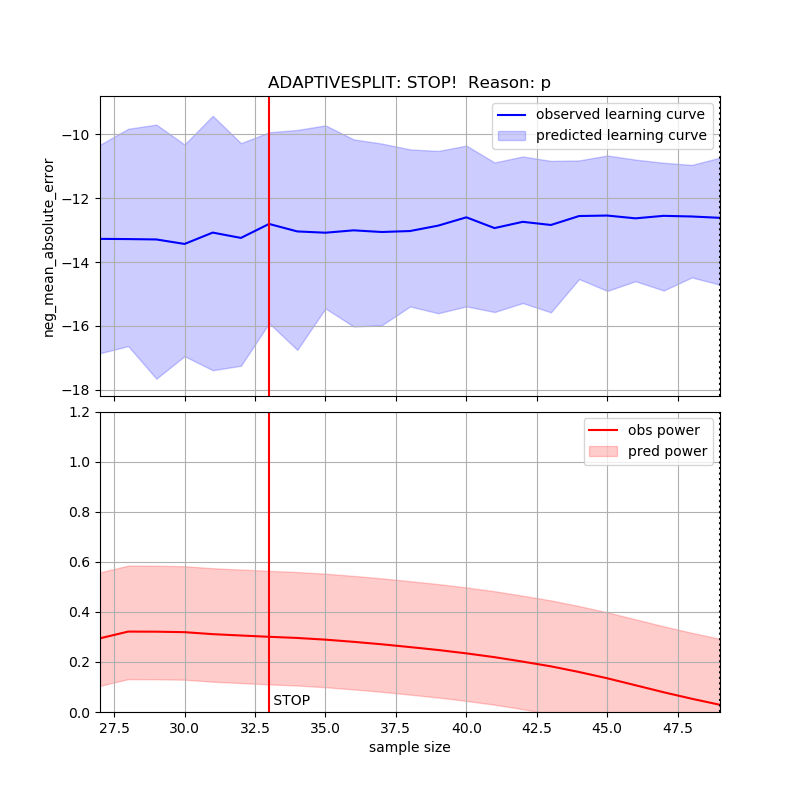 ADAPTIVESPLIT: STOP!  Reason: p
observed learning curve
predicted learning curve
neg_mean_absolute_error
−10
−12
−14
−16
−18
obs power
pred power
1.2
1.0
0.8
0.6
0.4
0.2
0.0
STOP
27.5 30.0 32.5 35.0 37.5 40.0 42.5 45.0 47.5
sample size